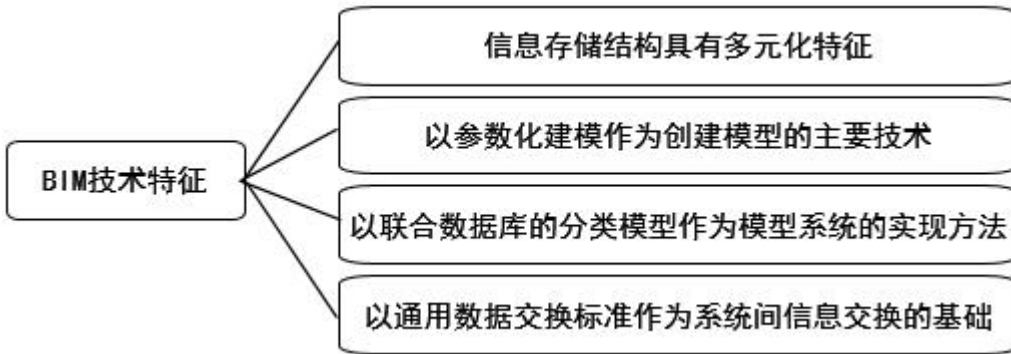 信息存储结构具有多元化特征
以参数化建模作为创建模型的主要技术
BIM技术特征
以联合数据库的分类模型作为模型系统的实现方法
以通用数据交换标准作为系统间信息交换的基础